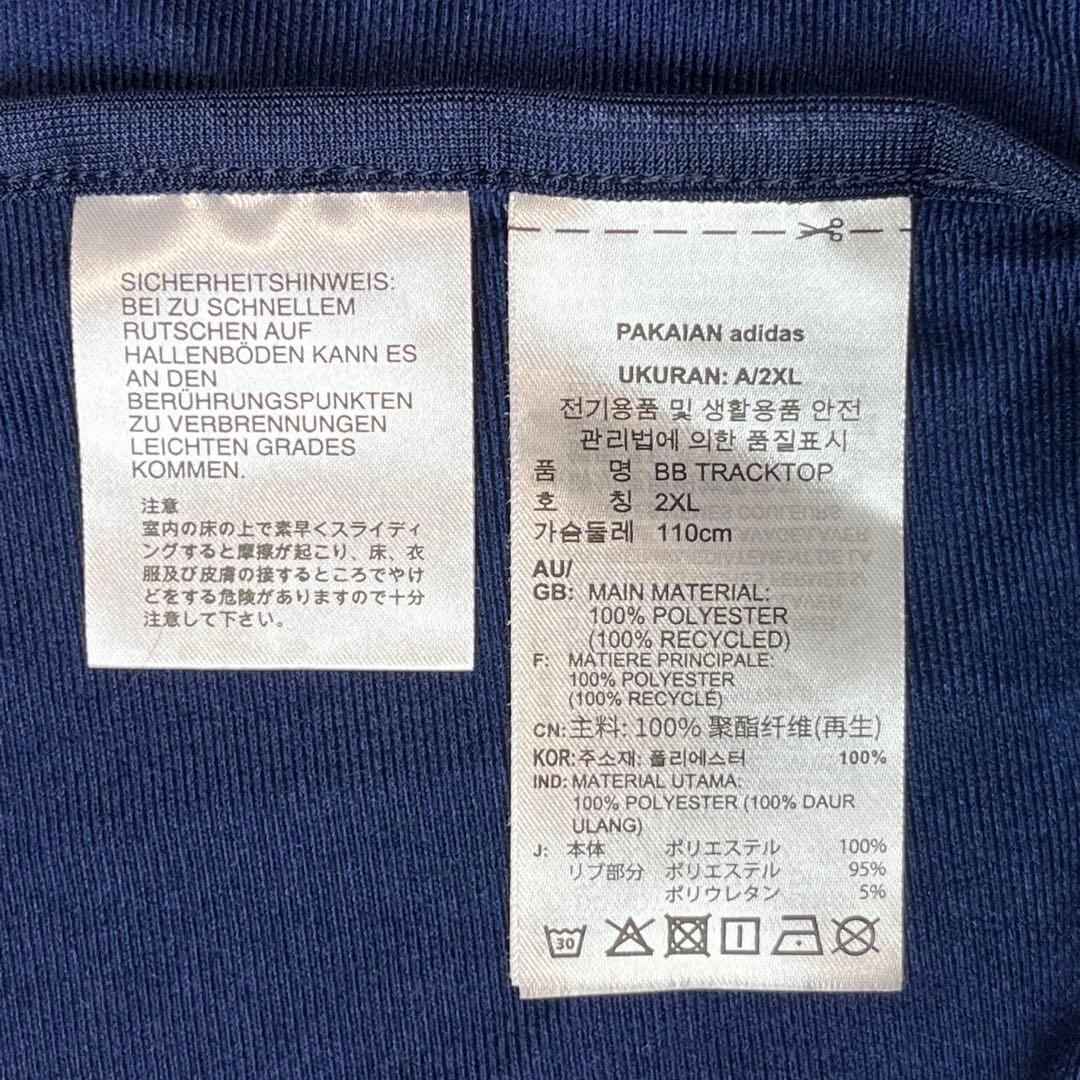 SICHERHEITSHINWEIS:
BEI ZU SCHNELLEM
RUTSCHEN AUF
HALLENBÖDEN KANN ES
AN DEN
BERÜHRUNGSPUNKTEN
ZU VERBRENNUNGEN
LEICHTEN GRADES
KOMMEN.
注意
室内の床の上で素早くスライディ
ングすると摩擦が起こり、床、衣
服及び皮膚の接するところでやけ
どをする危険がありますので十分
注意して下さい。
PAKAIAN adidas
UKURAN: A/2XL
전기용품 및 생활용품 안전
관리법에 의한 품질표시
품 명 BB TRACKTOP
호 칭 2XL
가슴둘레 110cm
AU/
GB: MAIN MATERIAL:
100% POLYESTER
(100% RECYCLED)
F: MATIERE PRINCIPALE:
100% POLYESTER
(100% RECYCLÉ)
CN: 主料: 100% 聚酯纤维(再生)
KOR: 주소재: 폴리에스터 100%
IND: MATERIAL UTAMA:
100% POLYESTER (100% DAUR
ULANG)
J: 本体 ポリエステル 100%
リブ部分 ポリエステル 95%
ポリウレタン 5%
30